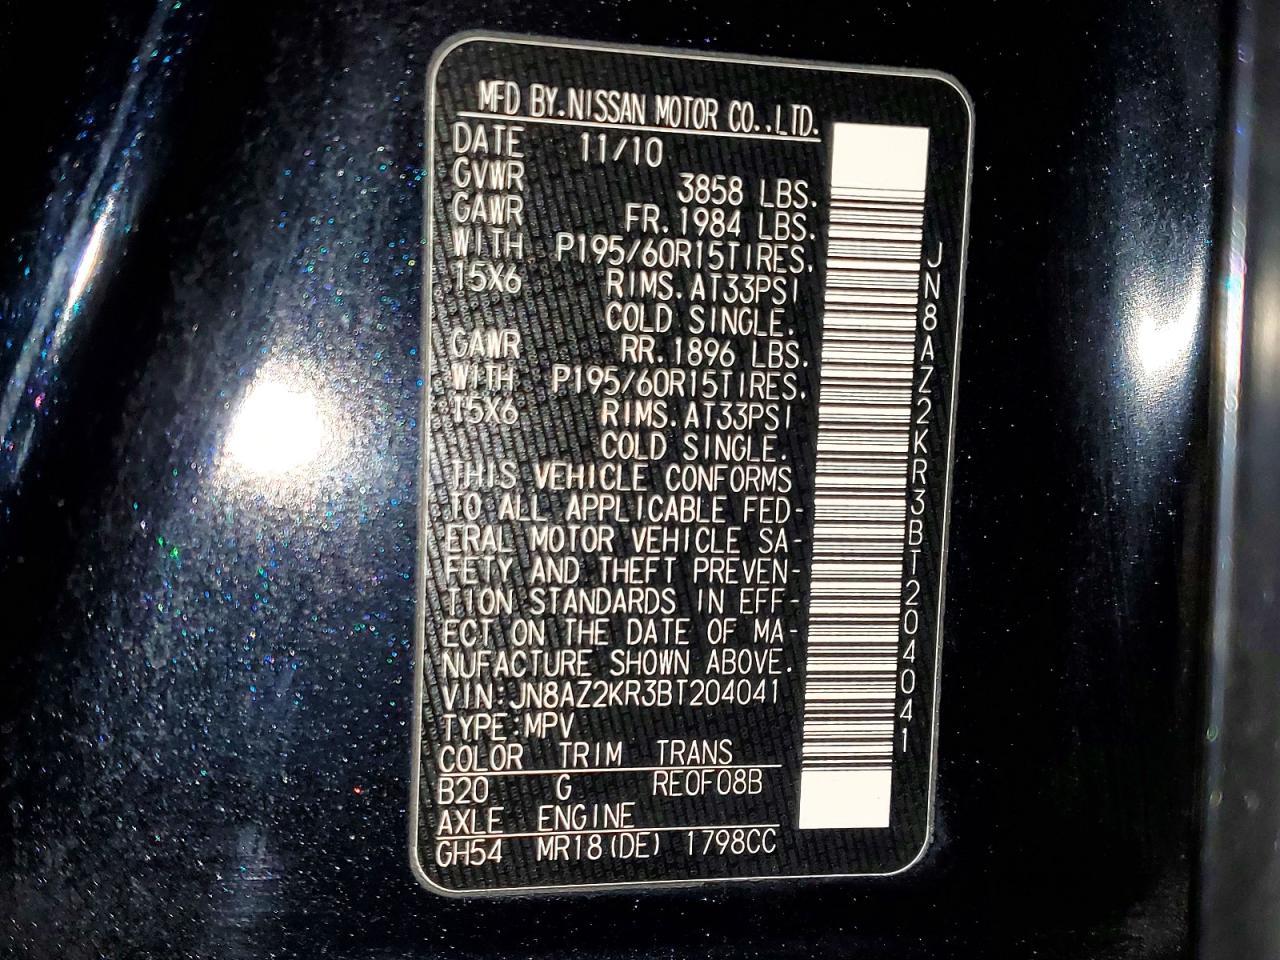 MFD BY.NISSAN MOTOR CO.,LTD.
DATE 11/10
GVWR 3858 LBS.
GAWR FR.1984 LBS.
WITH P195/60R15TIRES.
15X6 RIMS.AT33PSI
COLD SINGLE.
GAWR RR.1896 LBS.
WITH P195/60R15TIRES.
15X6 RIMS.AT33PSI
COLD SINGLE.
THIS VEHICLE CONFORMS
TO ALL APPLICABLE FED-
ERAL MOTOR VEHICLE SA-
FETY AND THEFT PREVEN-
TION STANDARDS IN EFF-
ECT ON THE DATE OF MA-
NUFACTURE SHOWN ABOVE.
VIN:JN8AZ2KR3BT204041
TYPE:MPV
COLOR TRIM TRANS
B20 G RE0F08B
AXLE ENGINE
GH54 MR18(DE) 1798CC
JN8AZ2KR3BT204041